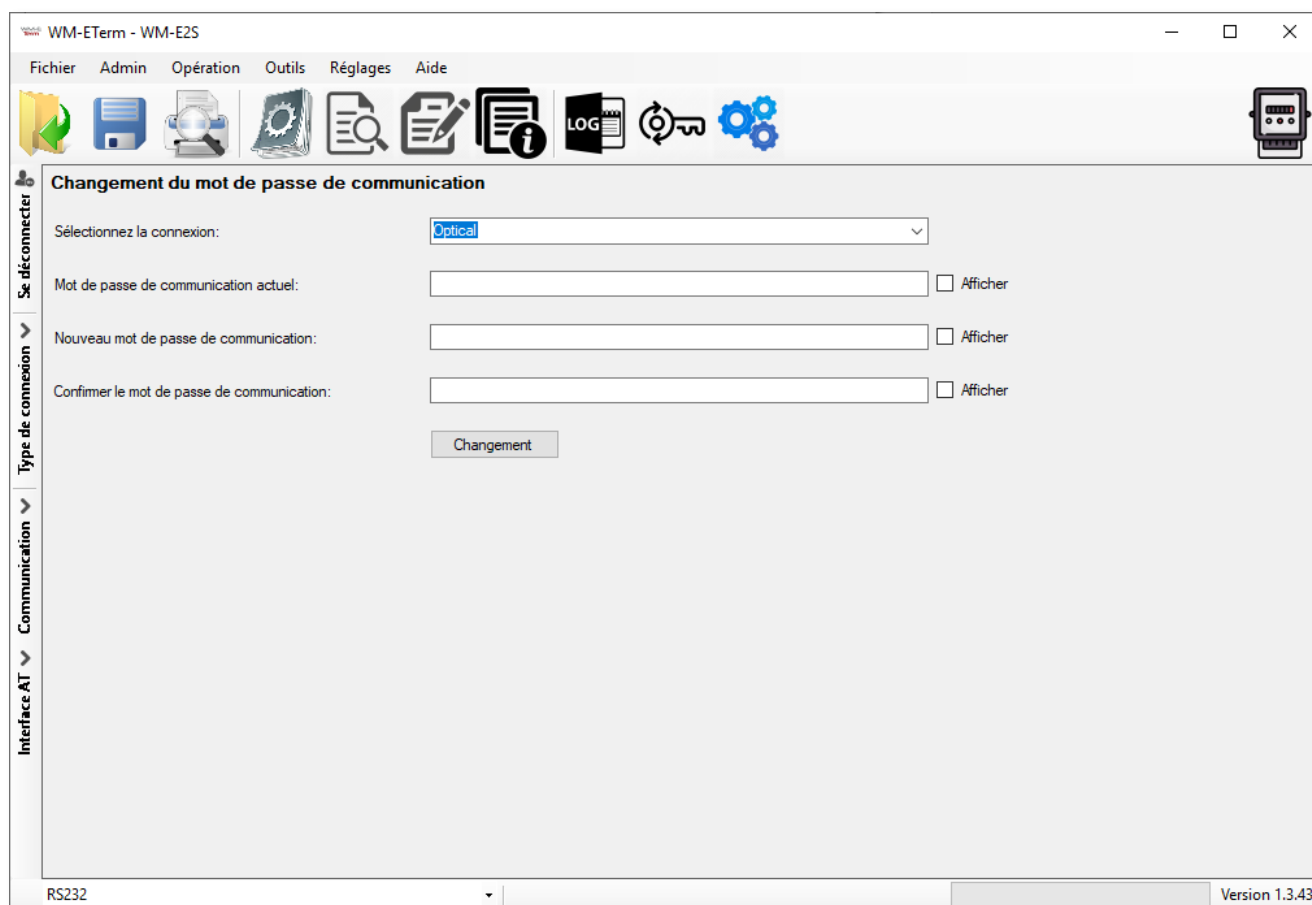 WM-ETerm - WM-E2S
Fichier Admin Opération Outils Réglages Aide
LOG
Changement du mot de passe de communication
Se déconnecter
Type de connexion
Communication
Interface AT
Sélectionnez la connexion: Optical
Mot de passe de communication actuel: Afficher
Nouveau mot de passe de communication: Afficher
Confirmer le mot de passe de communication: Afficher
Changement
RS232 Version 1.3.43